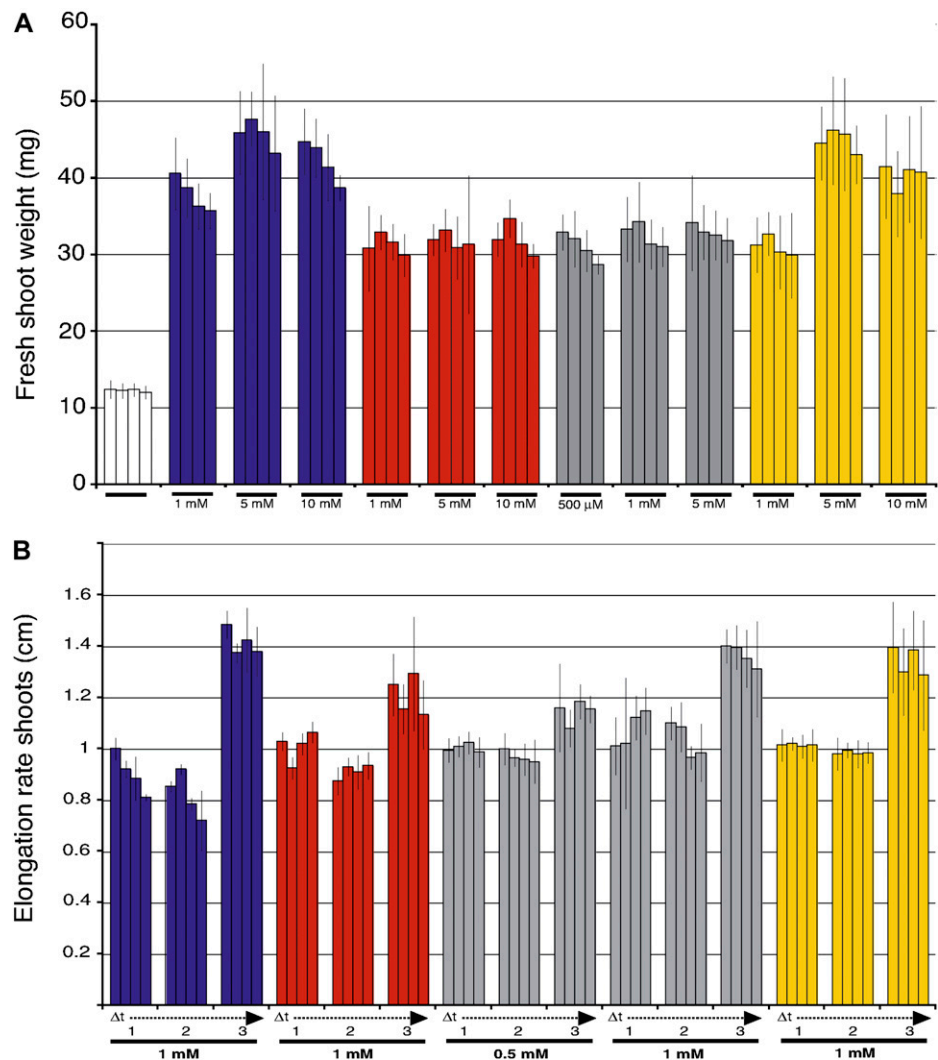 A
Fresh shoot weight (mg)
60
50
40
30
20
10
0
1 mM 5 mM 10 mM 1 mM 5 mM 10 mM 500 µM 1 mM 5 mM 1 mM 5 mM 10 mM
B
Elongation rate shoots (cm)
1.6
1.4
1.2
1
0.8
0.6
0.4
0.2
Δt Δt Δt Δt Δt
1 2 3 1 2 3 1 2 3 1 2 3 1 2 3
1 mM 1 mM 0.5 mM 1 mM 1 mM